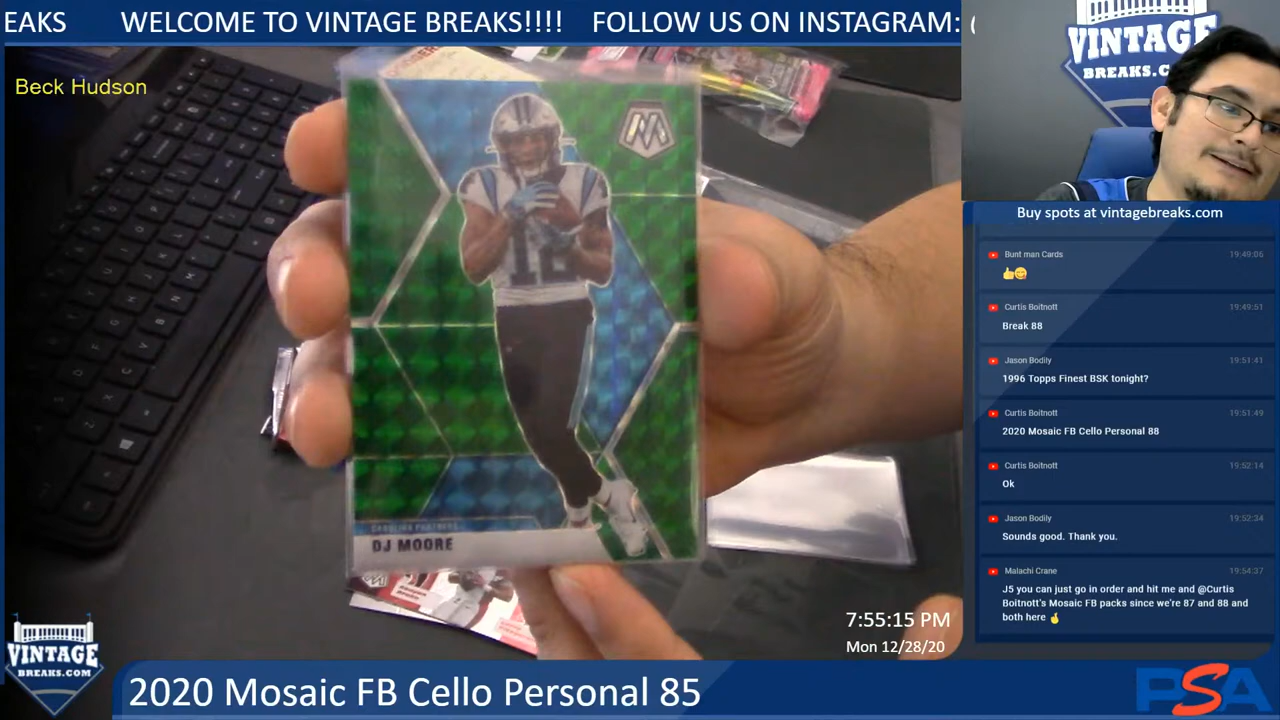 EAKS WELCOME TO VINTAGE BREAKS!!!! FOLLOW US ON INSTAGRAM: (
Beck Hudson
VINTAGE
BREAKS.C
Buy spots at vintagebreaks.com
Bunt man Cards 19:49:06
👍😋
Curtis Boitnott 19:49:51
Break 88
Jason Bodily 19:51:41
1996 Topps Finest BSK tonight?
Curtis Boitnott 19:51:49
2020 Mosaic FB Cello Personal 88
Curtis Boitnott 19:52:14
Ok
Jason Bodily 19:52:34
Sounds good. Thank you.
Malachi Crane 19:54:37
J5 you can just go in order and hit me and @Curtis
Boitnott's Mosaic FB packs since we're 87 and 88 and
both here 🤞
M
12
CAROLINA PANTHERS
DJ MOORE
7:55:15 PM
Mon 12/28/20
VINTAGE
BREAKS.COM
2020 Mosaic FB Cello Personal 85
PSA